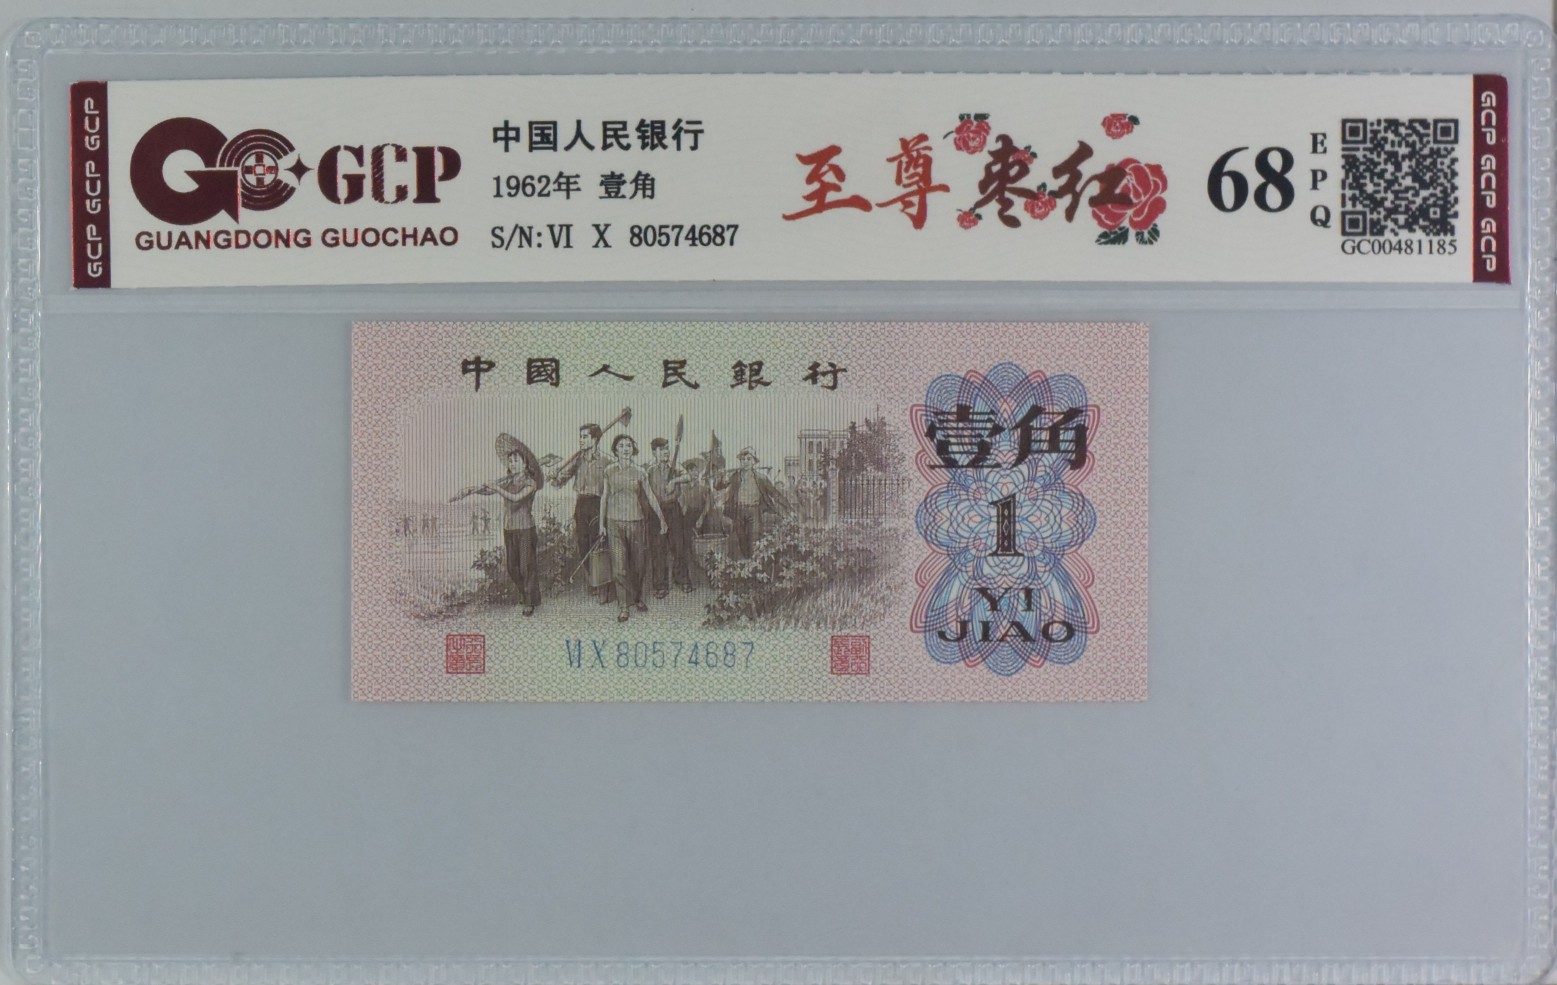 GCP GCP GCP
GCP
GUANGDONG GUOCHAO
中国人民银行
1962年 壹角
S/N:Ⅵ X 80574687
至尊枣红
68
EPQ
GC00481185
GCP GCP GCP
中國人民銀行
壹角
1
YI
JIAO
ⅥX80574687